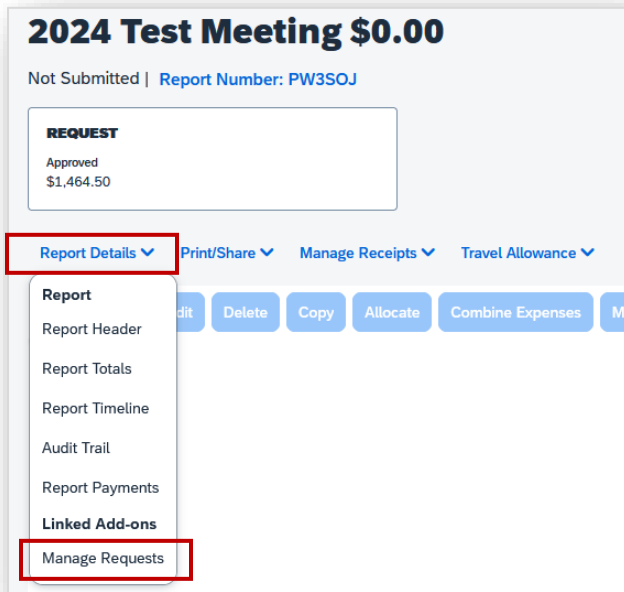 2024 Test Meeting $0.00
Not Submitted | Report Number: PW3SOJ
REQUEST
Approved
$1,464.50
Report Details Print/Share Manage Receipts Travel Allowance
Report
Delete Copy Allocate Combine Expenses
Report Header
Report Totals
Report Timeline
Audit Trail
Report Payments
Linked Add-ons
Manage Requests